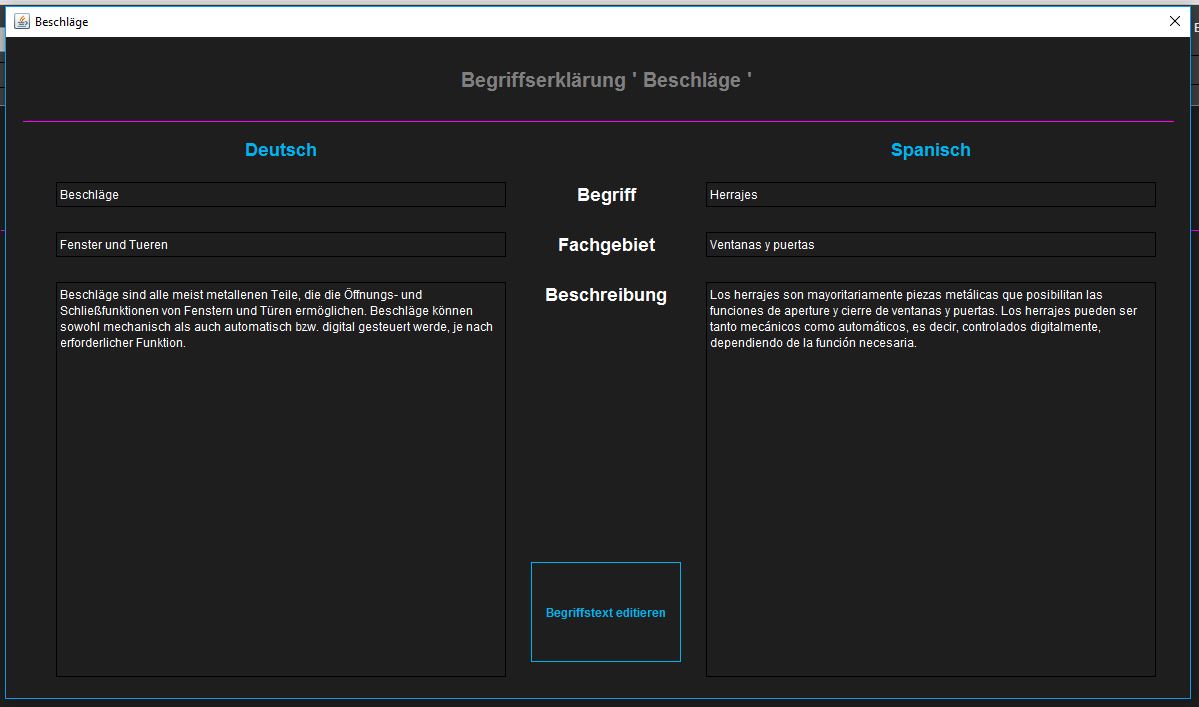 Beschläge
Begriffserklärung ' Beschläge '
Deutsch
Spanisch
Beschläge
Begriff
Herrajes
Fenster und Tueren
Fachgebiet
Ventanas y puertas
Beschreibung
Beschläge sind alle meist metallenen Teile, die die Öffnungs- und
Schließfunktionen von Fenstern und Türen ermöglichen. Beschläge können
sowohl mechanisch als auch automatisch bzw. digital gesteuert werde, je nach
erforderlicher Funktion.
Los herrajes son mayoritariamente piezas metálicas que posibilitan las
funciones de aperture y cierre de ventanas y puertas. Los herrajes pueden ser
tanto mecánicos como automáticos, es decir, controlados digitalmente,
dependiendo de la función necesaria.
Begriffstext editieren